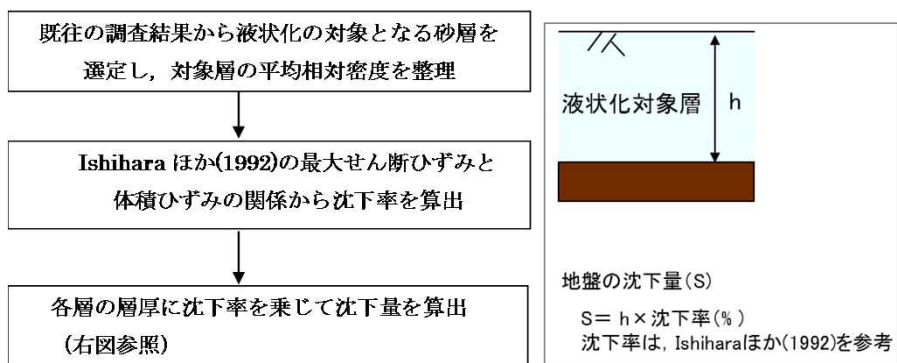 既往の調査結果から液状化の対象となる砂層を
選定し，対象層の平均相対密度を整理
Ishihara ほか(1992)の最大せん断ひずみと
体積ひずみの関係から沈下率を算出
各層の層厚に沈下率を乗じて沈下量を算出
(右図参照)
液状化対象層
h
地盤の沈下量(S)
S＝ h×沈下率(%)
沈下率は，Ishiharaほか(1992)を参考